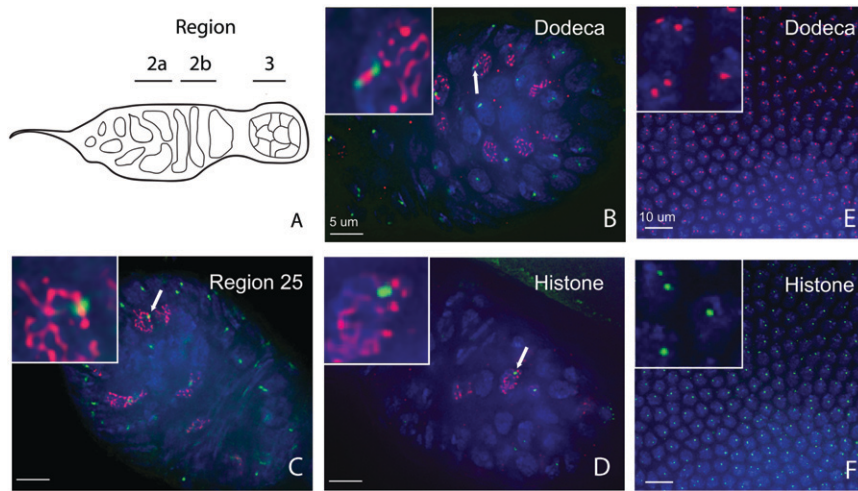 Region
2a 2b 3
A
Dodeca
5 um
B
Dodeca
10 um
E
Region 25
C
Histone
D
Histone
F